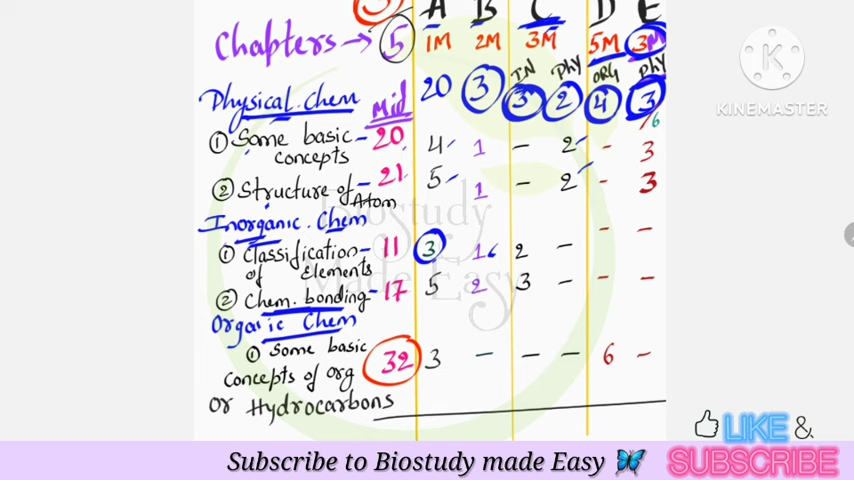 A B C D E
Chapters → 5 1M 2M 3M 5M 3M
IN Phy ORG Phy
Physical Chem Mid 20 3 3 2 4 3
/6
① Some basic concepts - 20 4 1 - 2 - 3
② Structure of Atom - 21 5 1 - 2 - 3
Inorganic Chem - -
① Classification of Elements - 11 3 1 2 - - -
② Chem. bonding - 17 5 2 3 - - -
Organic Chem
① Some basic concepts of org 32 3 - - - 6 -
or Hydrocarbons
Biostudy
Made Easy
KINEMASTER
LIKE &
SUBSCRIBE
Subscribe to Biostudy made Easy 🦋